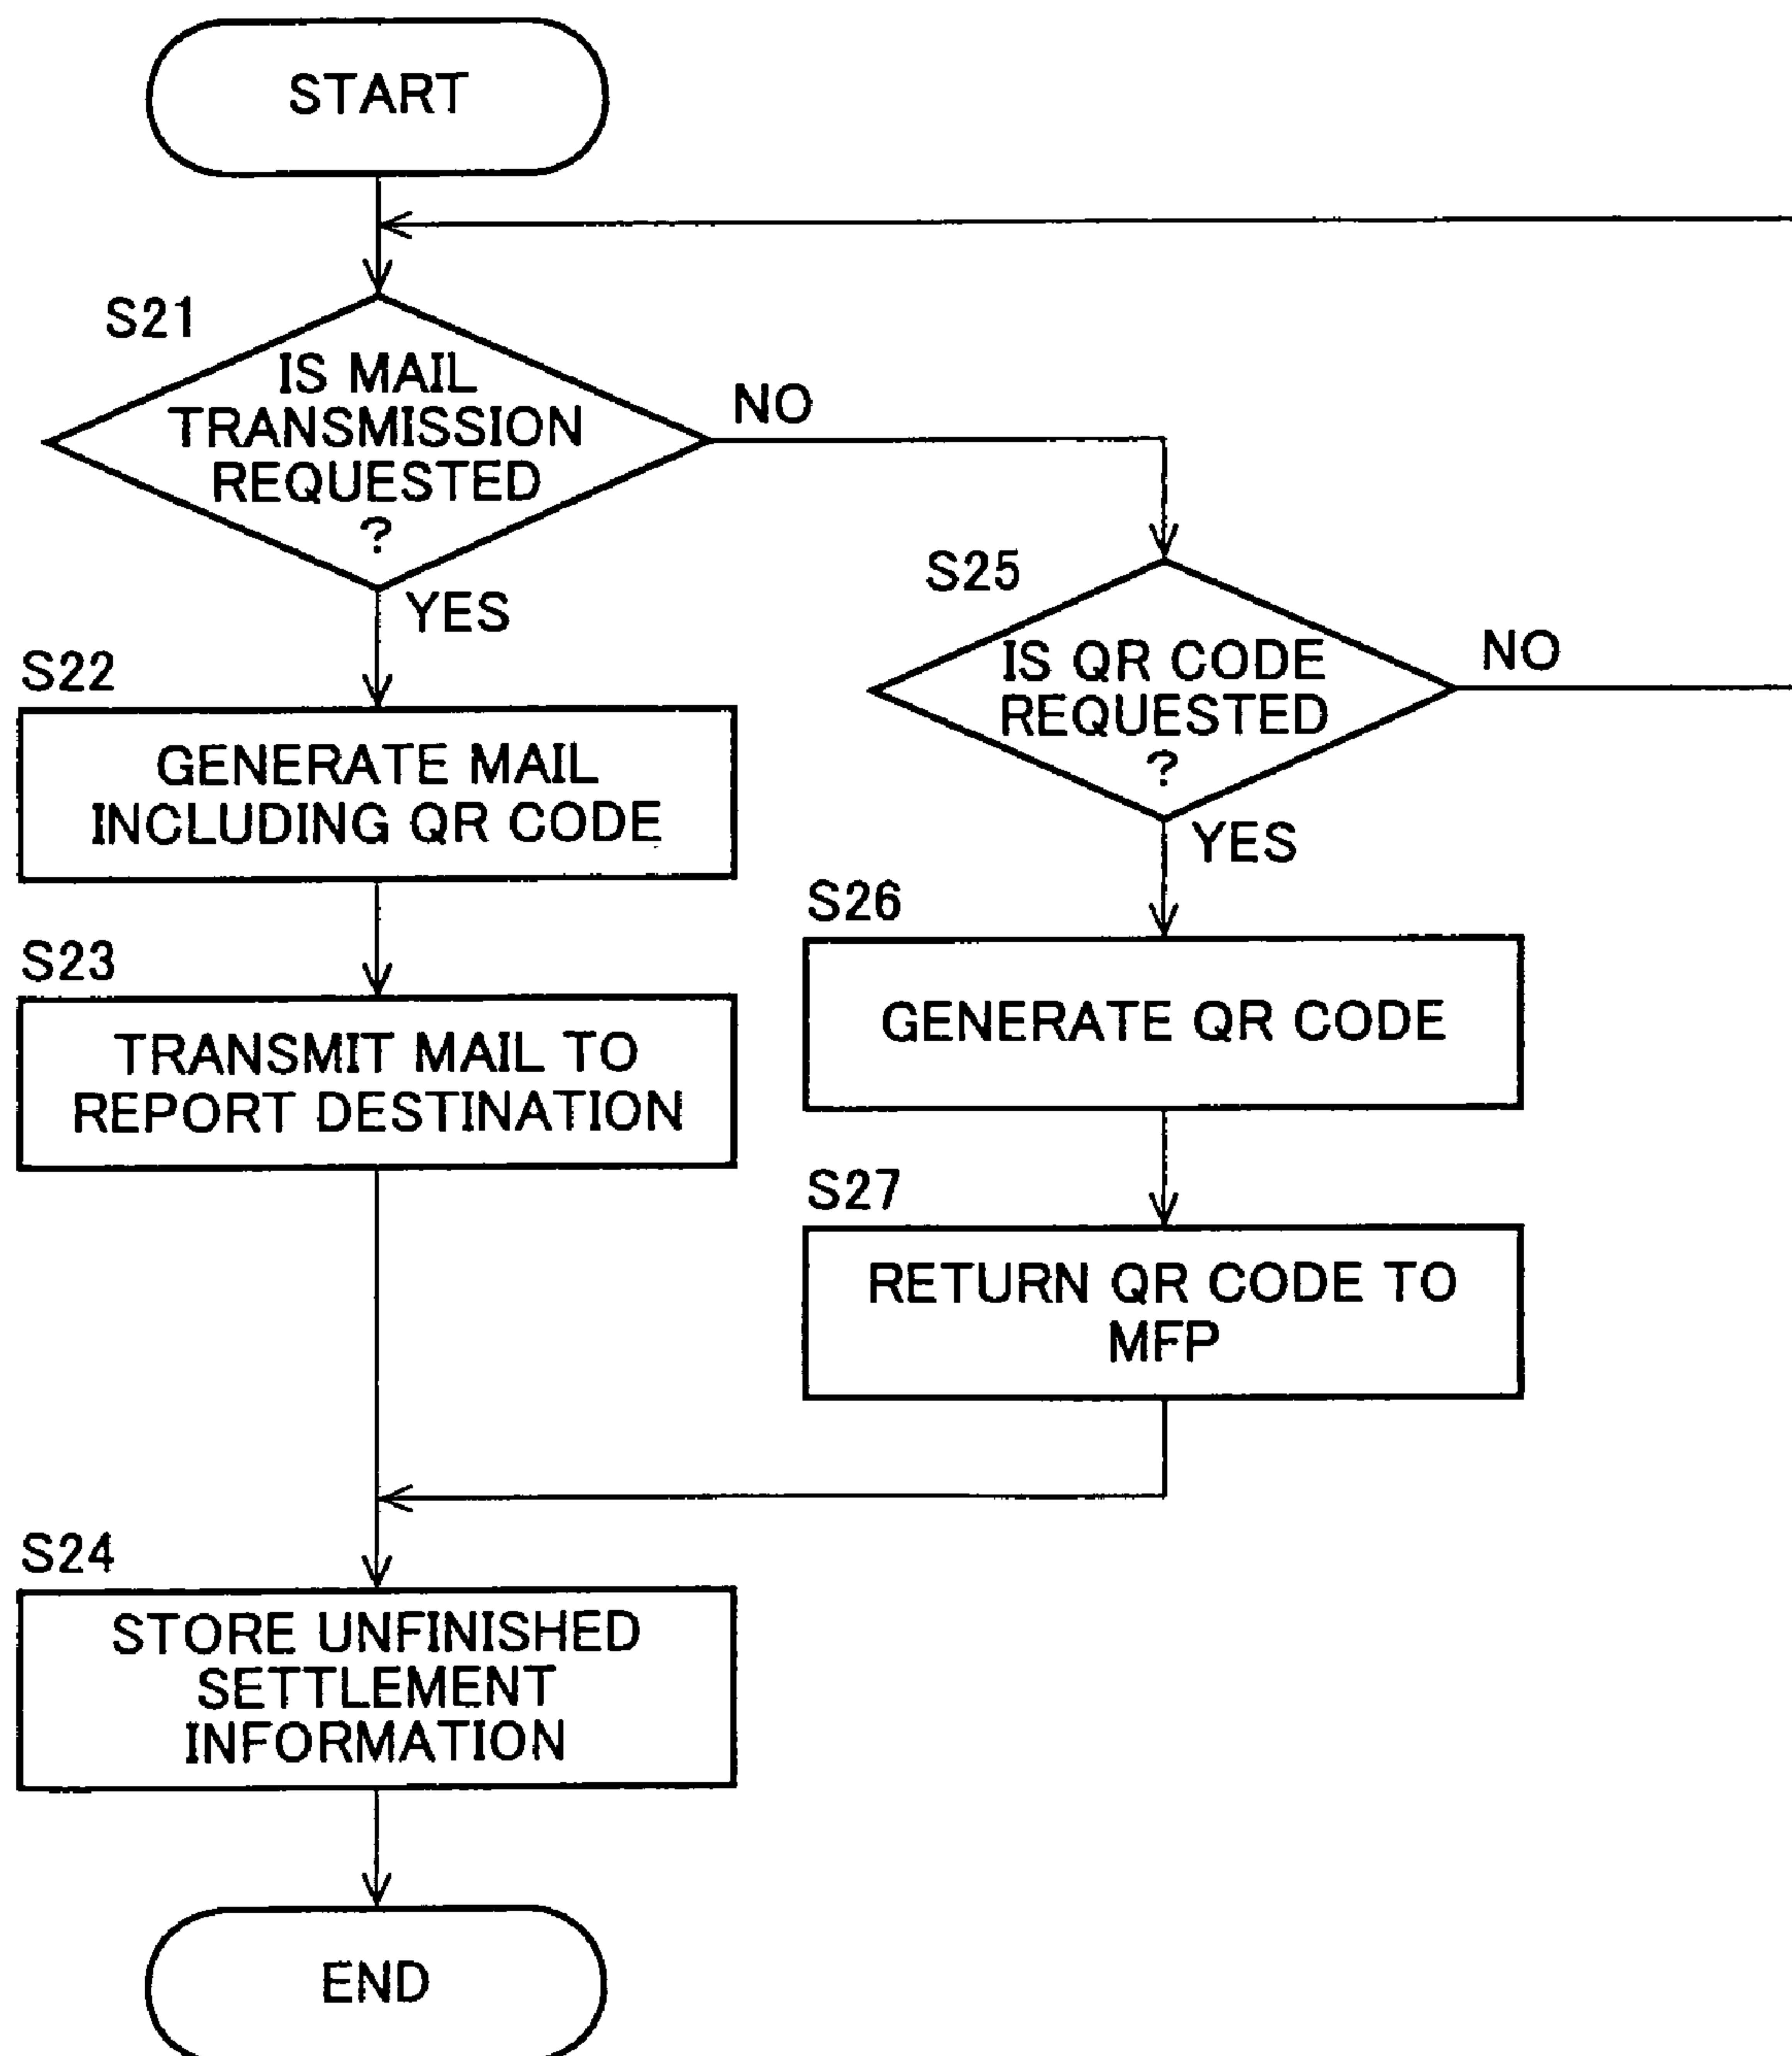 START
S21
IS MAIL
TRANSMISSION
REQUESTED
?
NO
YES
S22
GENERATE MAIL
INCLUDING QR CODE
S23
TRANSMIT MAIL TO
REPORT DESTINATION
S25
IS QR CODE
REQUESTED
?
NO
YES
S26
GENERATE QR CODE
S27
RETURN QR CODE TO
MFP
S24
STORE UNFINISHED
SETTLEMENT
INFORMATION
END